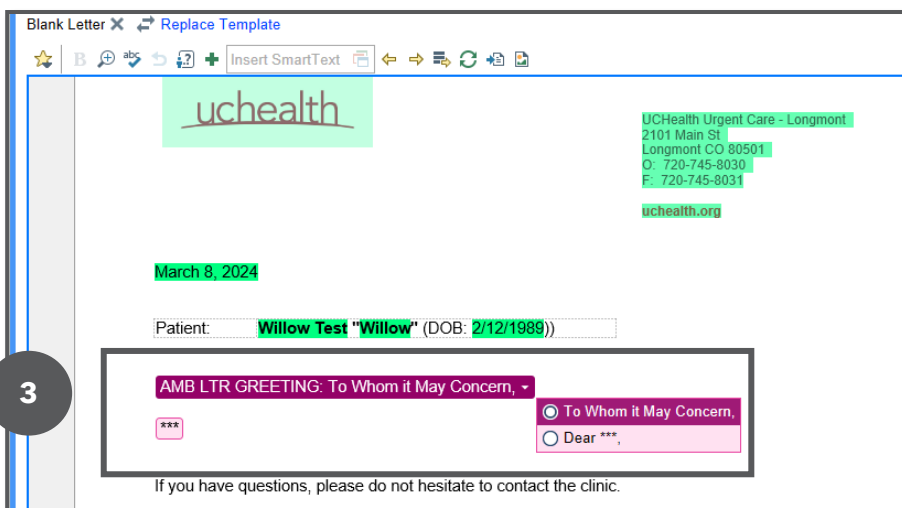 Blank Letter
Replace Template
B
abc
Insert SmartText
uchealth
UCHealth Urgent Care - Longmont
2101 Main St
Longmont CO 80501
O: 720-745-8030
F: 720-745-8031
uchealth.org
March 8, 2024
Patient: Willow Test "Willow" (DOB: 2/12/1989))
3
AMB LTR GREETING: To Whom it May Concern,
To Whom it May Concern,
***
Dear ***,
If you have questions, please do not hesitate to contact the clinic.